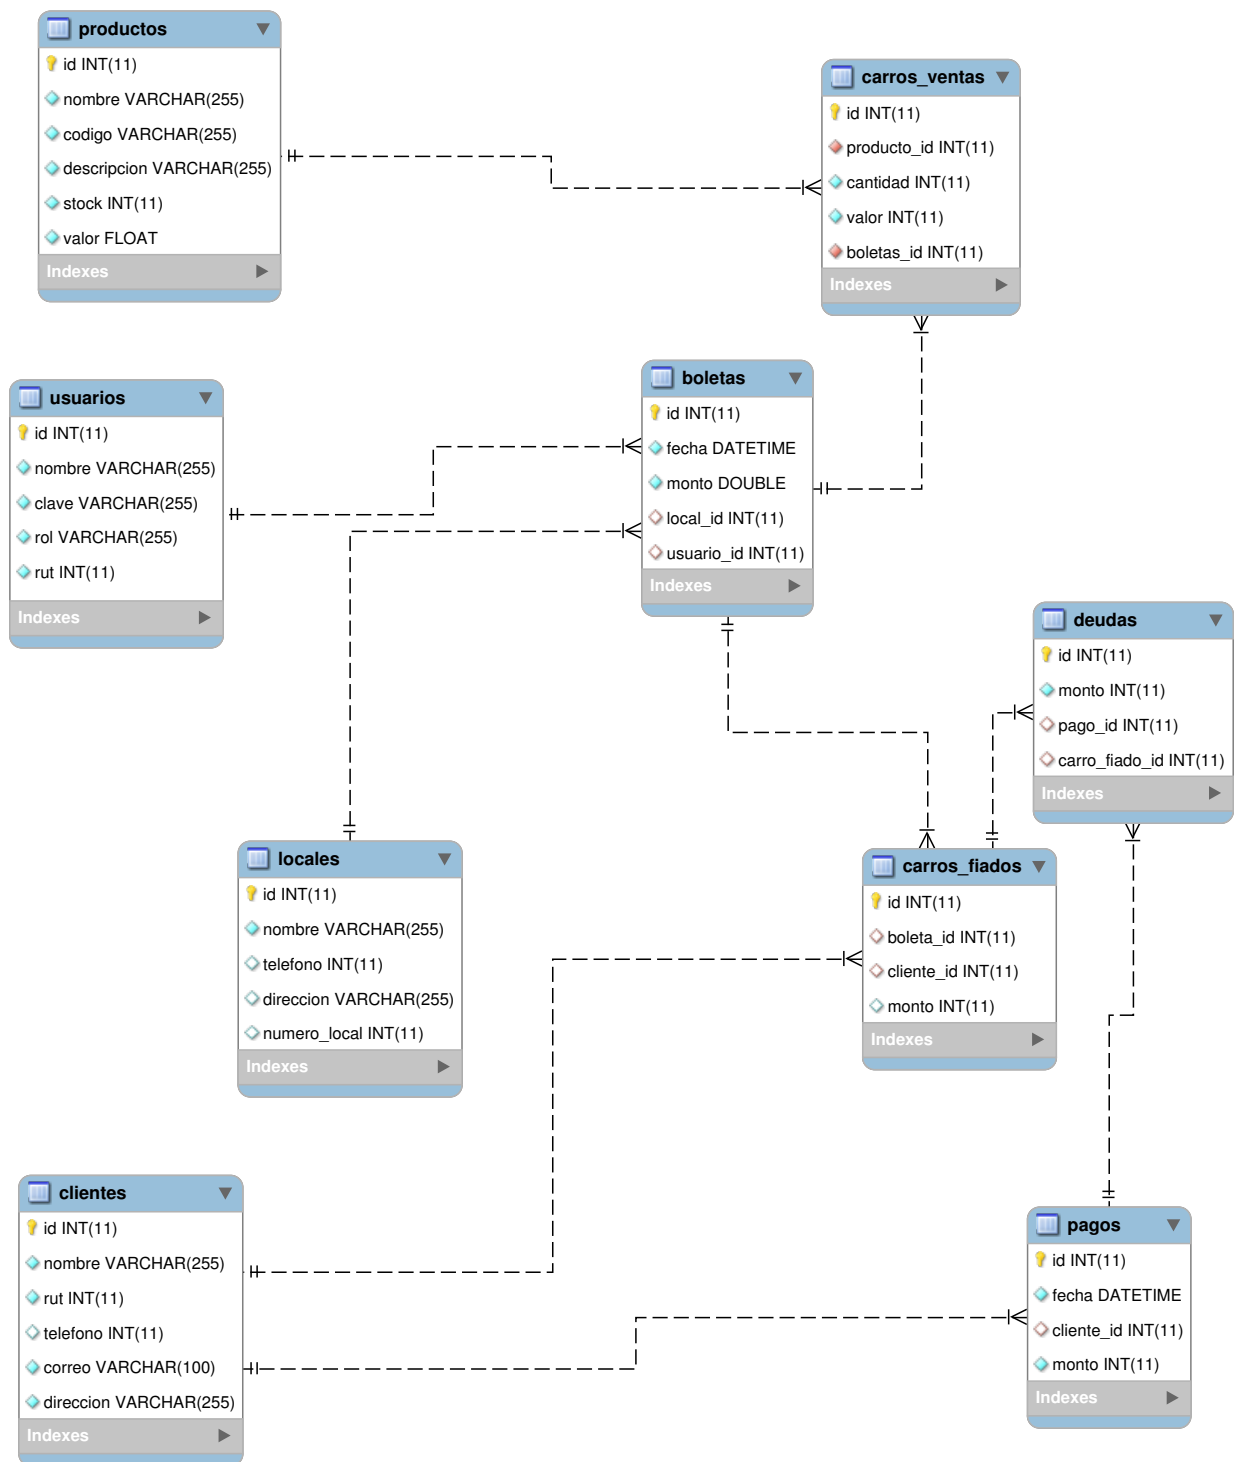 productos
id INT(11)
nombre VARCHAR(255)
codigo VARCHAR(255)
descripcion VARCHAR(255)
stock INT(11)
valor FLOAT
Indexes
carros_ventas
id INT(11)
producto_id INT(11)
cantidad INT(11)
valor INT(11)
boletas_id INT(11)
Indexes
usuarios
id INT(11)
nombre VARCHAR(255)
clave VARCHAR(255)
rol VARCHAR(255)
rut INT(11)
Indexes
boletas
id INT(11)
fecha DATETIME
monto DOUBLE
local_id INT(11)
usuario_id INT(11)
Indexes
deudas
id INT(11)
monto INT(11)
pago_id INT(11)
carro_fiado_id INT(11)
Indexes
locales
id INT(11)
nombre VARCHAR(255)
telefono INT(11)
direccion VARCHAR(255)
numero_local INT(11)
Indexes
carros_fiados
id INT(11)
boleta_id INT(11)
cliente_id INT(11)
monto INT(11)
Indexes
clientes
id INT(11)
nombre VARCHAR(255)
rut INT(11)
telefono INT(11)
correo VARCHAR(100)
direccion VARCHAR(255)
Indexes
pagos
id INT(11)
fecha DATETIME
cliente_id INT(11)
monto INT(11)
Indexes